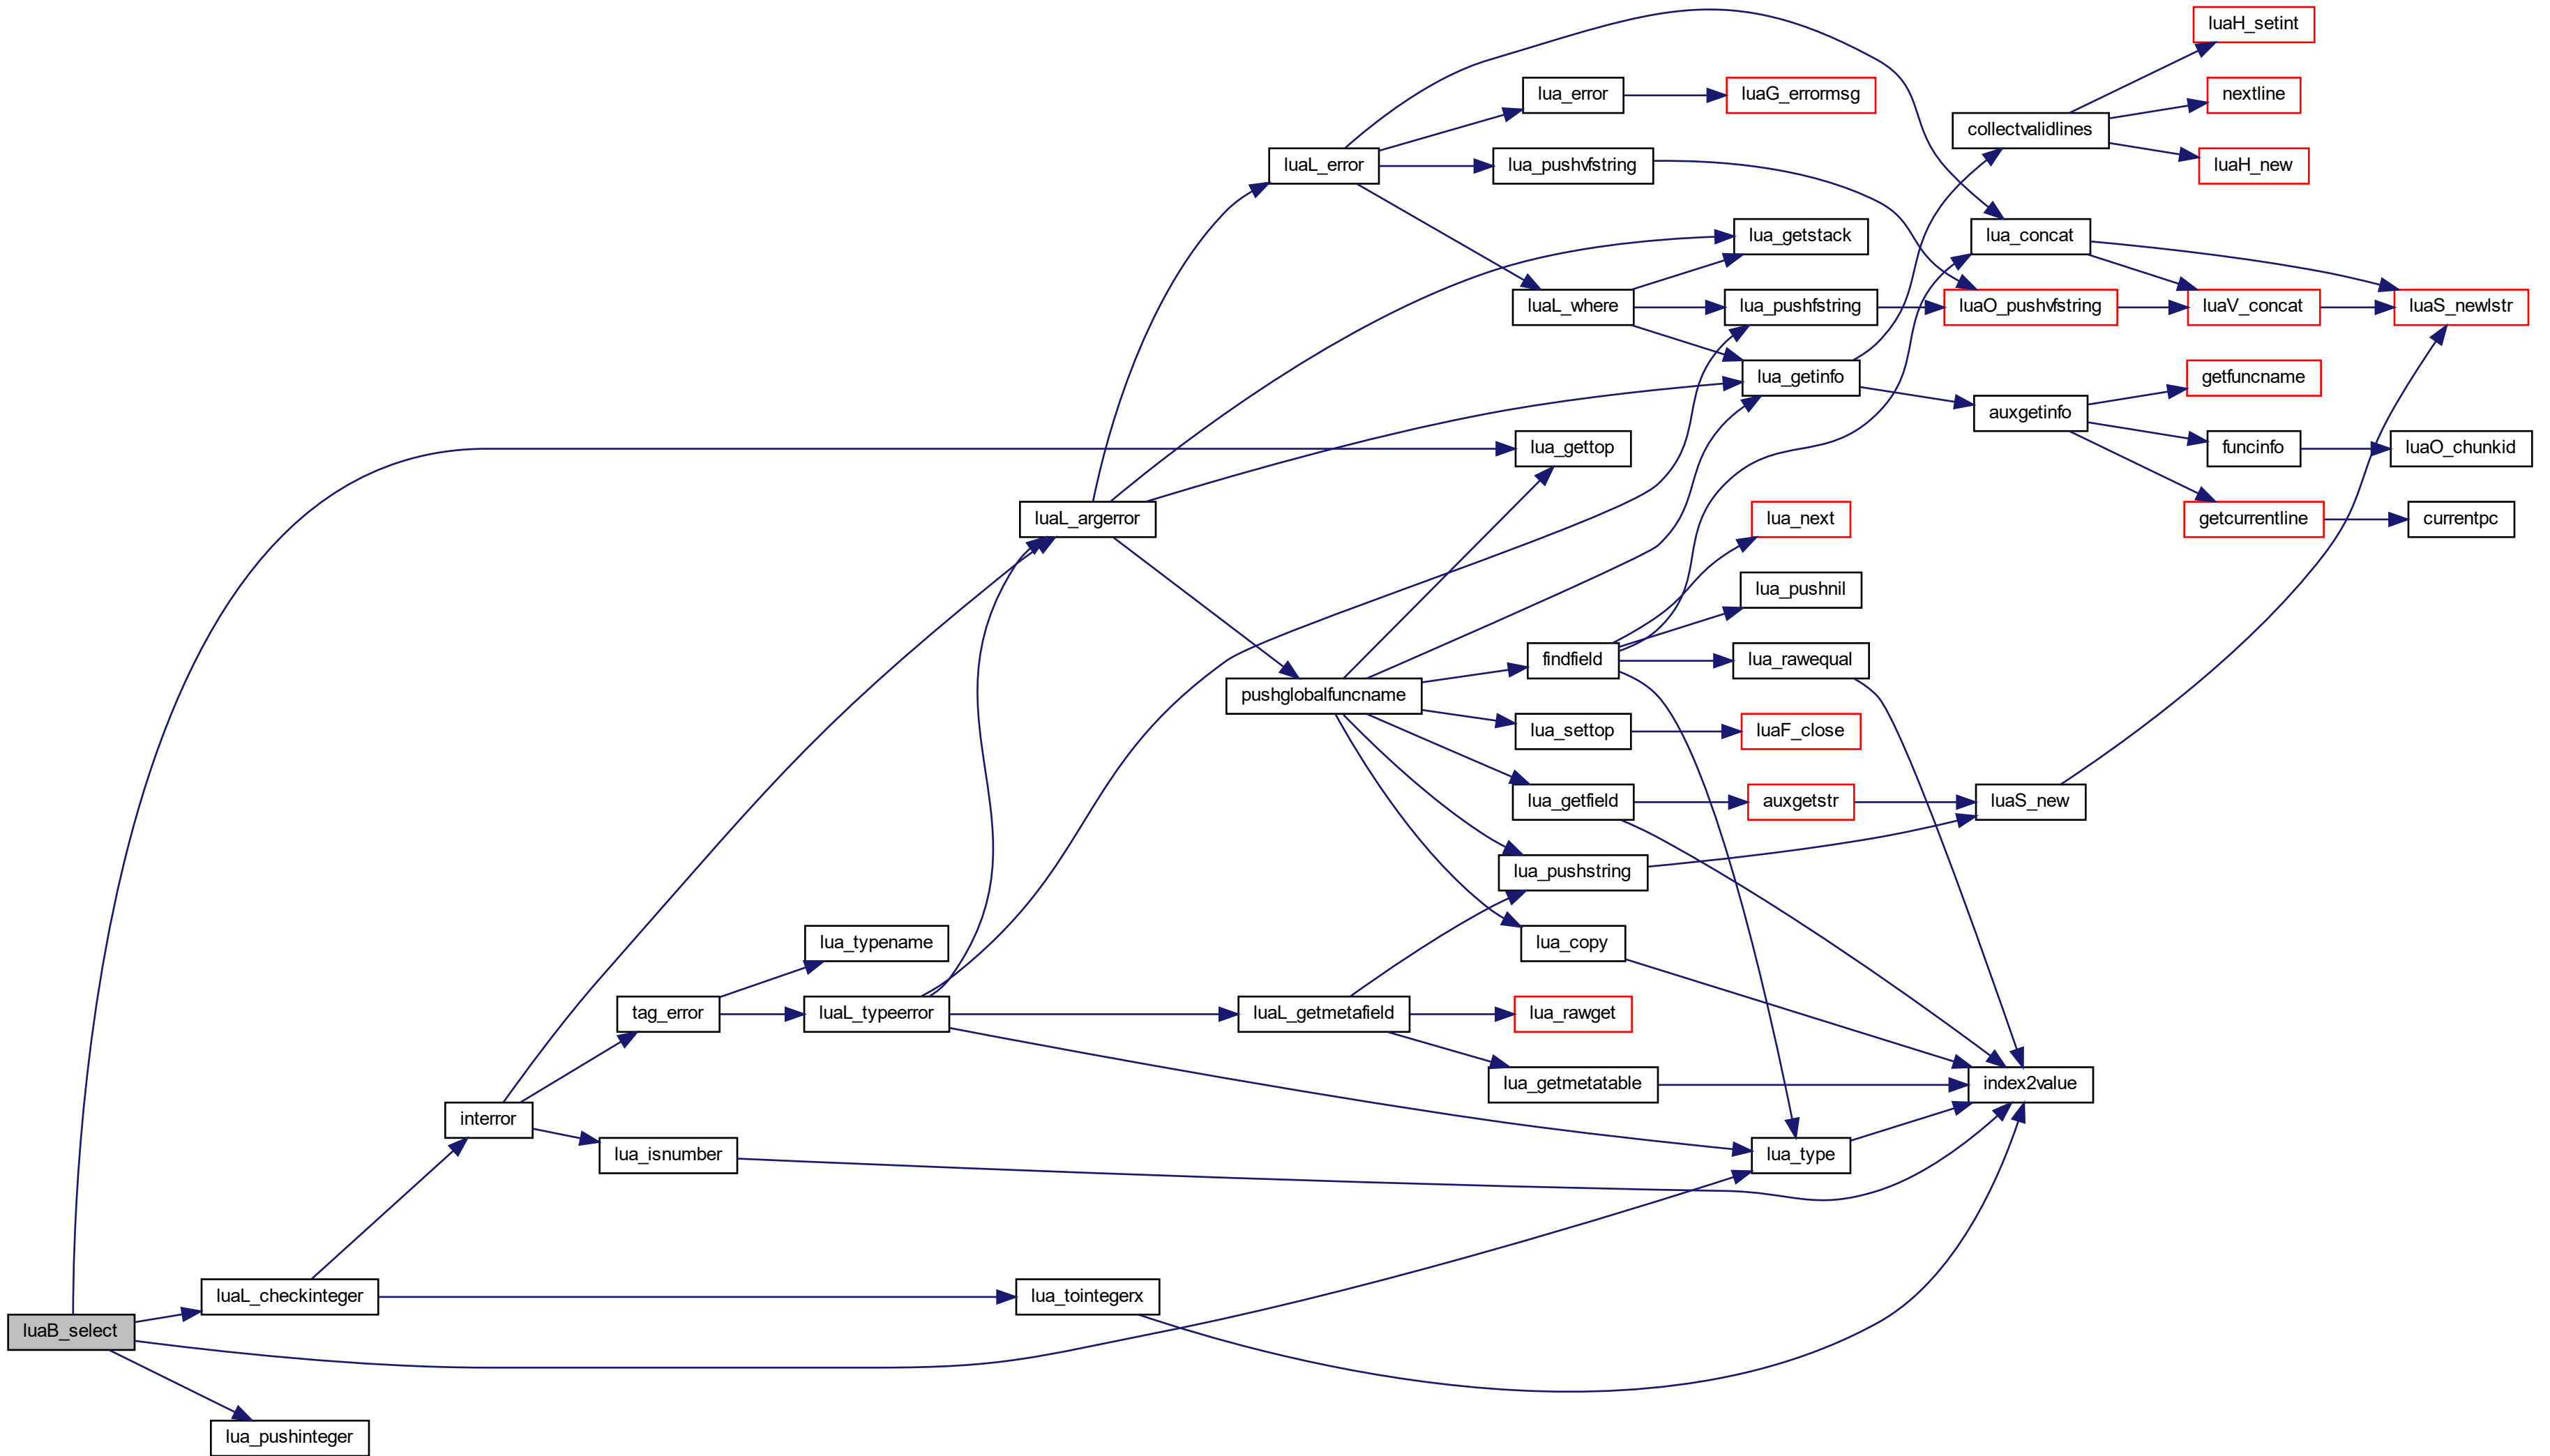 luaH_setint
lua_error
luaG_errormsg
nextline
collectvalidlines
luaL_error
lua_pushvfstring
luaH_new
lua_getstack
lua_concat
luaL_where
lua_pushfstring
luaO_pushvfstring
luaV_concat
luaS_newlstr
lua_getinfo
getfuncname
auxgetinfo
lua_gettop
funcinfo
luaO_chunkid
luaL_argerror
lua_next
getcurrentline
currentpc
lua_pushnil
findfield
lua_rawequal
pushglobalfuncname
lua_settop
luaF_close
lua_getfield
auxgetstr
luaS_new
lua_pushstring
lua_typename
lua_copy
tag_error
luaL_typeerror
luaL_getmetafield
lua_rawget
lua_getmetatable
index2value
interror
lua_isnumber
lua_type
luaL_checkinteger
lua_tointegerx
luaB_select
lua_pushinteger